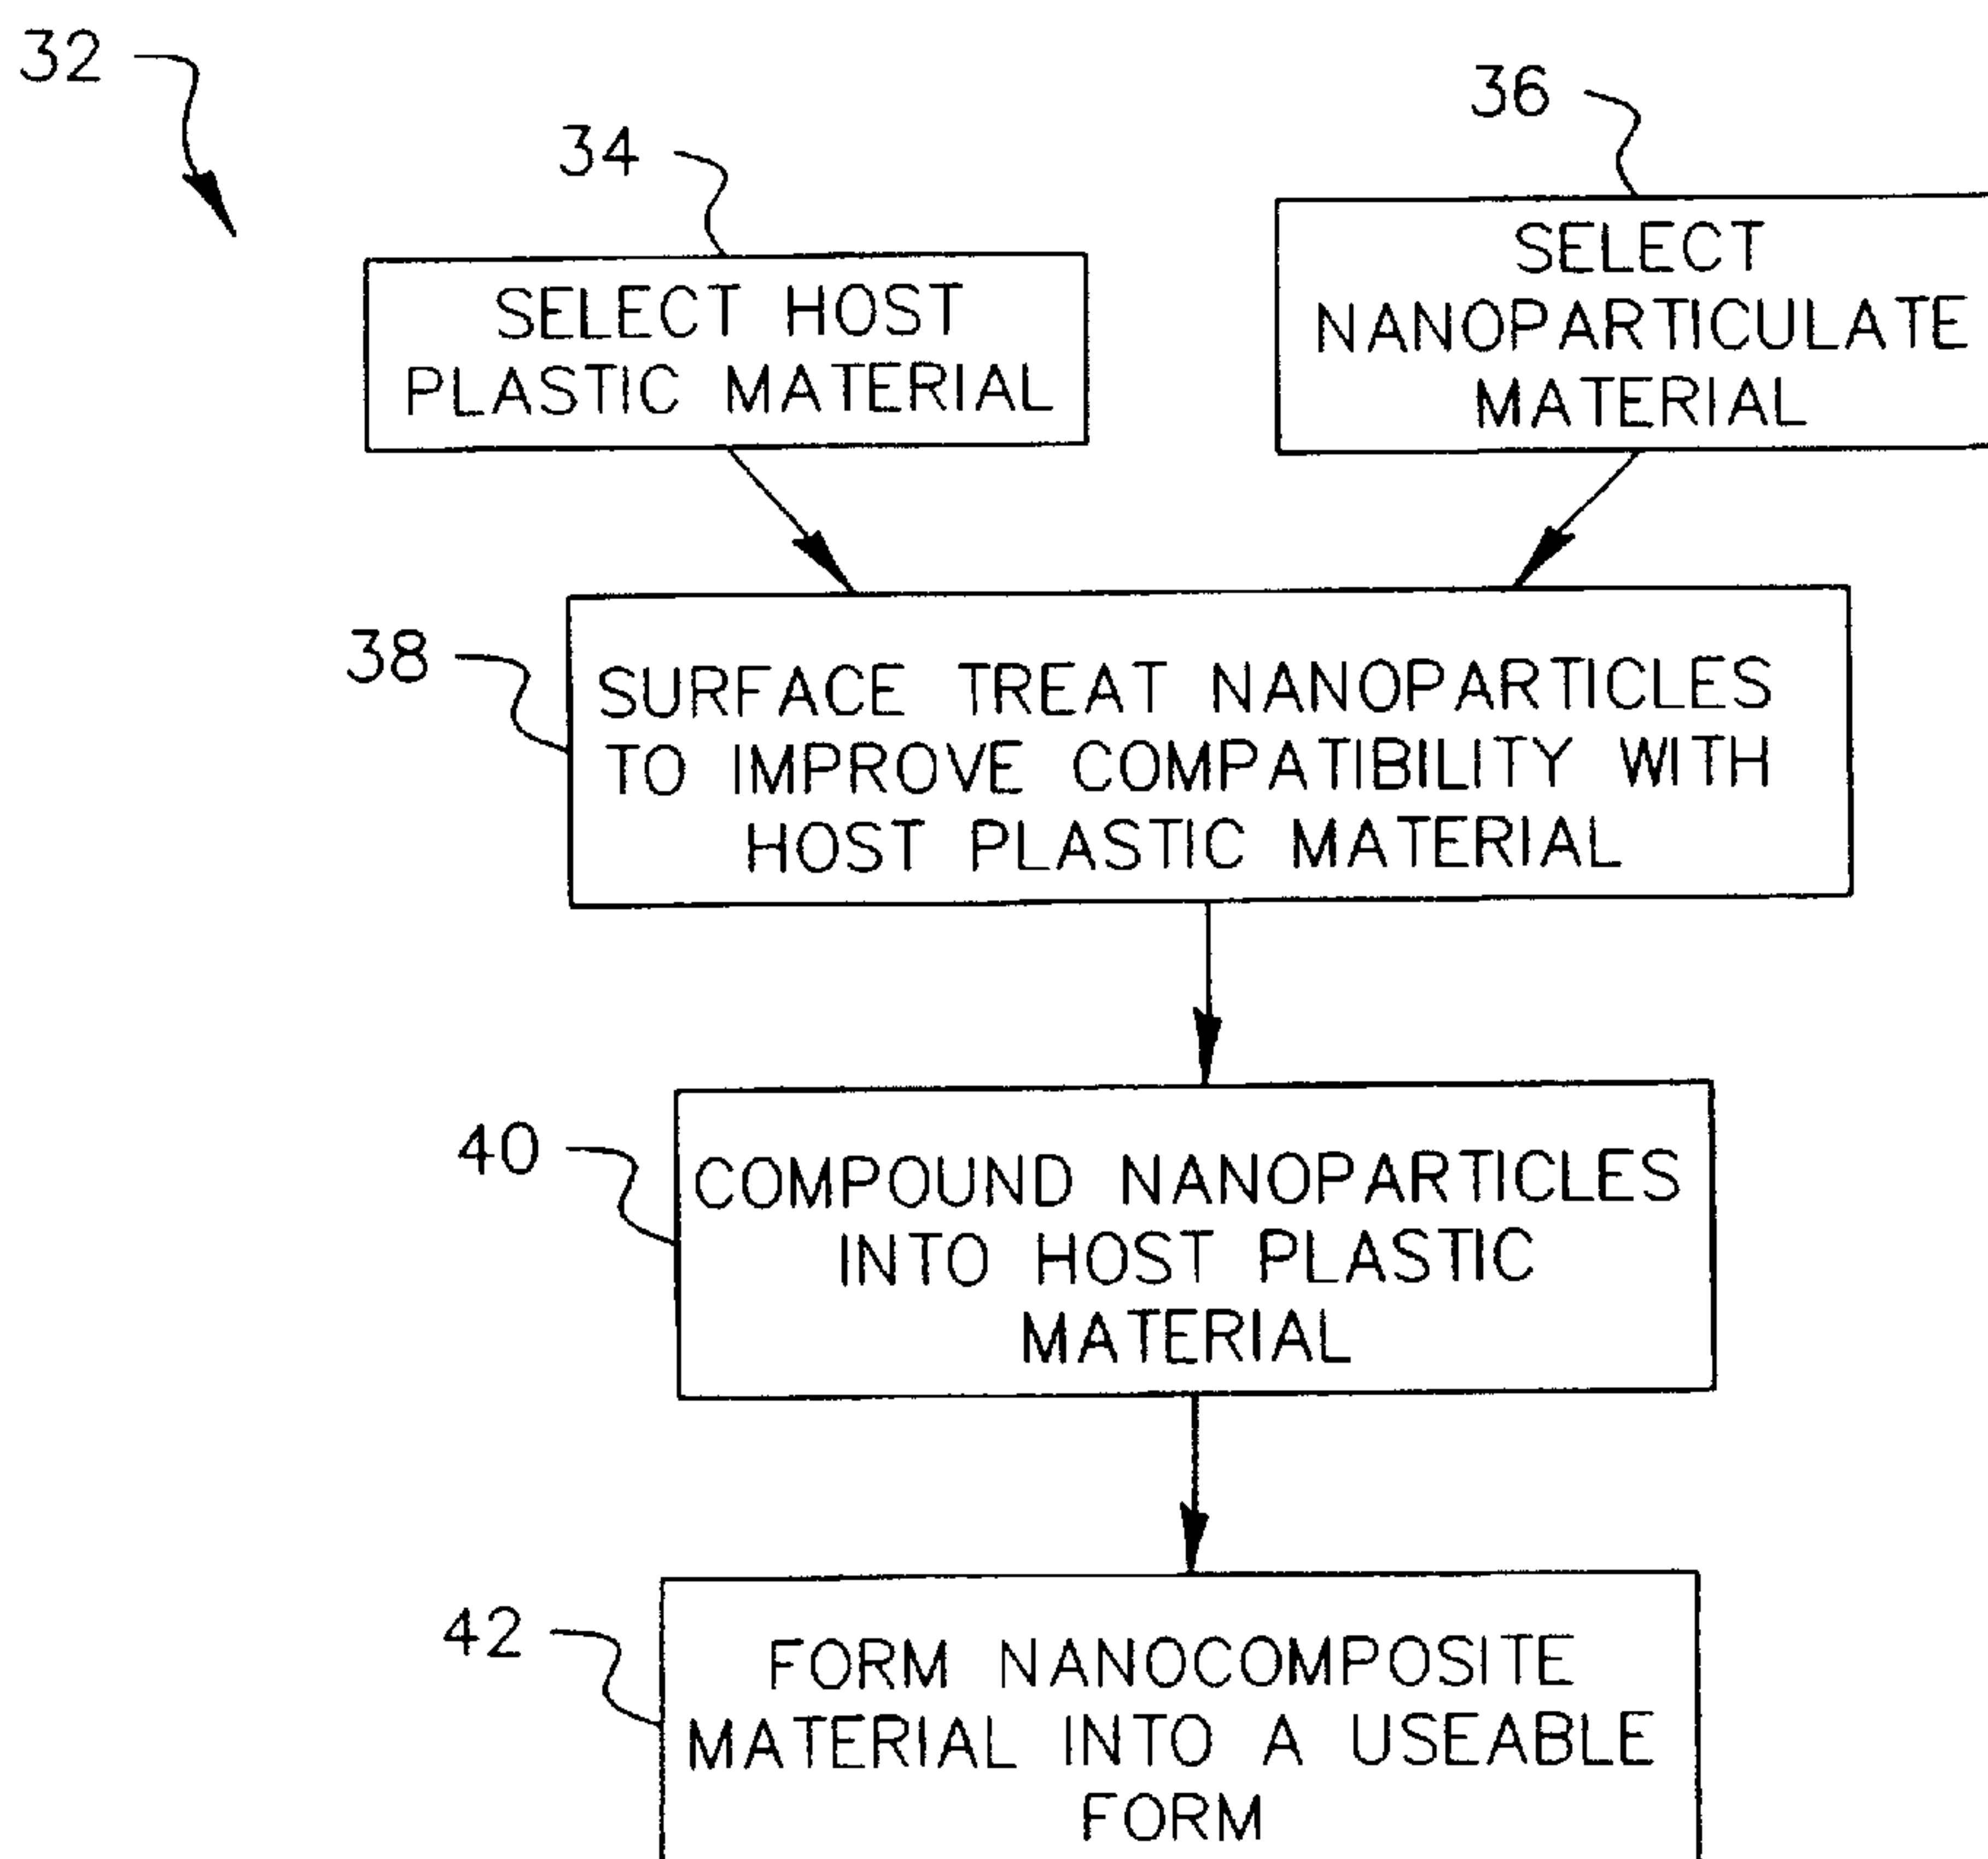 32
34
36
SELECT HOST
PLASTIC MATERIAL
SELECT
NANOPARTICULATE
MATERIAL
38
SURFACE TREAT NANOPARTICLES
TO IMPROVE COMPATIBILITY WITH
HOST PLASTIC MATERIAL
40
COMPOUND NANOPARTICLES
INTO HOST PLASTIC
MATERIAL
42
FORM NANOCOMPOSITE
MATERIAL INTO A USEABLE
FORM